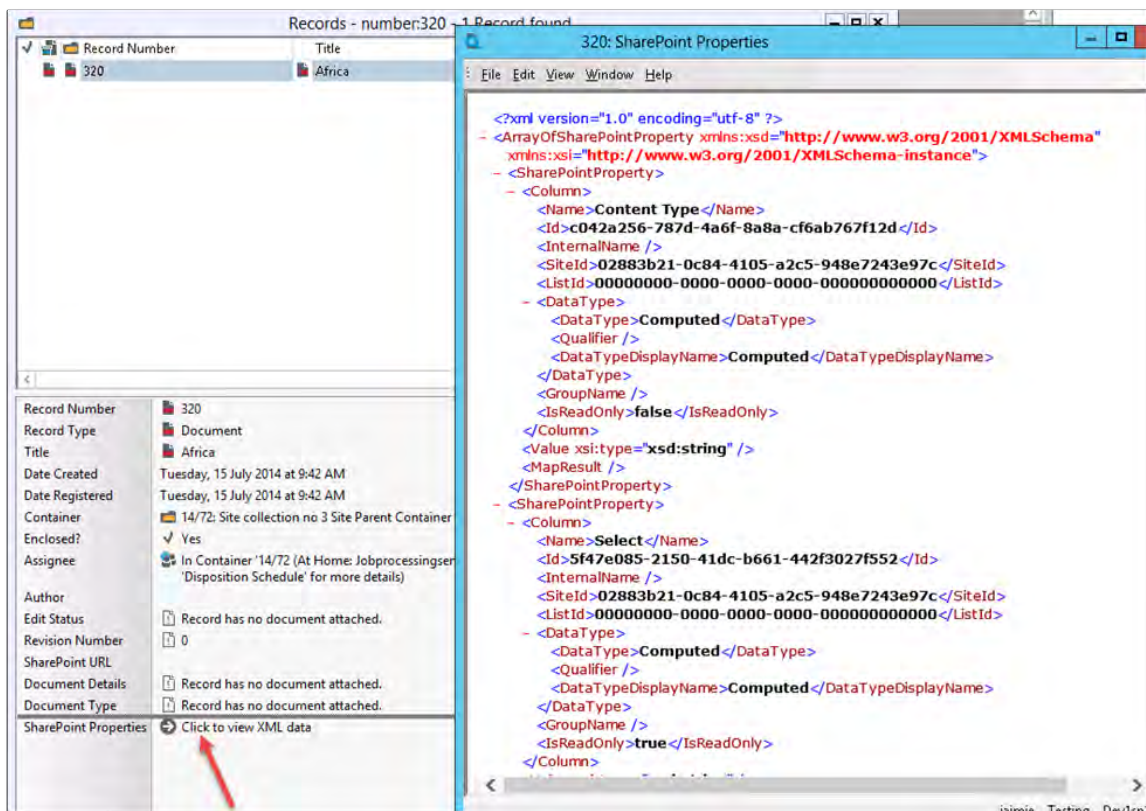 Records - number:320 - 1 Record found
Record Number Title
320 Africa
Record Number 320
Record Type Document
Title Africa
Date Created Tuesday, 15 July 2014 at 9:42 AM
Date Registered Tuesday, 15 July 2014 at 9:42 AM
Container 14/72: Site collection no 3 Site Parent Container
Enclosed? Yes
Assignee In Container '14/72 (At Home: Jobprocessingser
'Disposition Schedule' for more details)
Author
Edit Status Record has no document attached.
Revision Number 0
SharePoint URL
Document Details Record has no document attached.
Document Type Record has no document attached.
SharePoint Properties Click to view XML data
320: SharePoint Properties
File Edit View Window Help
<?xml version="1.0" encoding="utf-8" ?>
- <ArrayOfSharePointProperty xmlns:xsd="http://www.w3.org/2001/XMLSchema"
xmlns:xsi="http://www.w3.org/2001/XMLSchema-instance">
- <SharePointProperty>
- <Column>
<Name>Content Type</Name>
<Id>c042a256-787d-4a6f-8a8a-cf6ab767f12d</Id>
<InternalName />
<SiteId>02883b21-0c84-4105-a2c5-948e7243e97c</SiteId>
<ListId>00000000-0000-0000-0000-000000000000</ListId>
- <DataType>
<DataType>Computed</DataType>
<Qualifier />
<DataTypeDisplayName>Computed</DataTypeDisplayName>
</DataType>
<GroupName />
<IsReadOnly>false</IsReadOnly>
</Column>
<Value xsi:type="xsd:string" />
<MapResult />
</SharePointProperty>
- <SharePointProperty>
- <Column>
<Name>Select</Name>
<Id>5f47e085-2150-41dc-b661-442f3027f552</Id>
<InternalName />
<SiteId>02883b21-0c84-4105-a2c5-948e7243e97c</SiteId>
<ListId>00000000-0000-0000-0000-000000000000</ListId>
- <DataType>
<DataType>Computed</DataType>
<Qualifier />
<DataTypeDisplayName>Computed</DataTypeDisplayName>
</DataType>
<GroupName />
<IsReadOnly>true</IsReadOnly>
</Column>